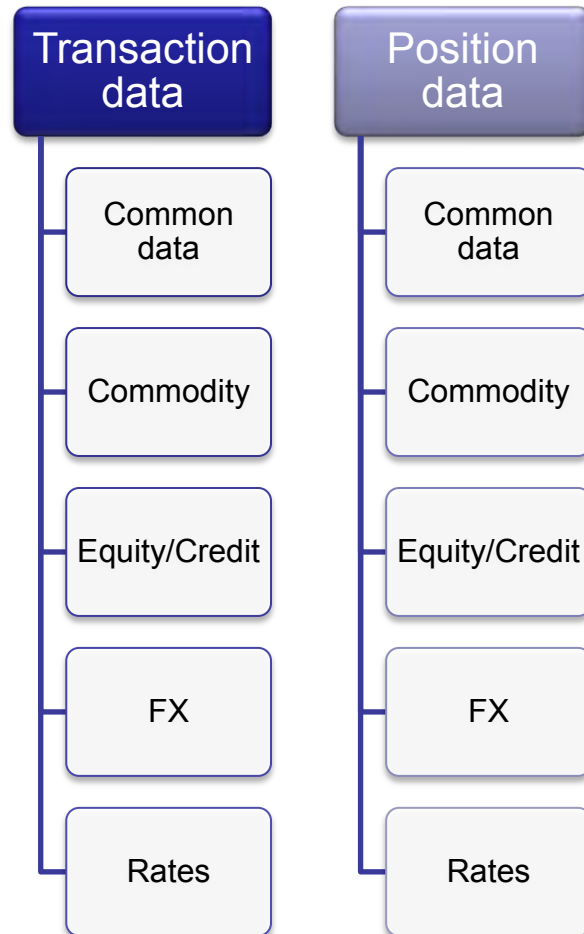 Transaction
data
Common
data
Commodity
Equity/Credit
FX
Rates
Position
data
Common
data
Commodity
Equity/Credit
FX
Rates